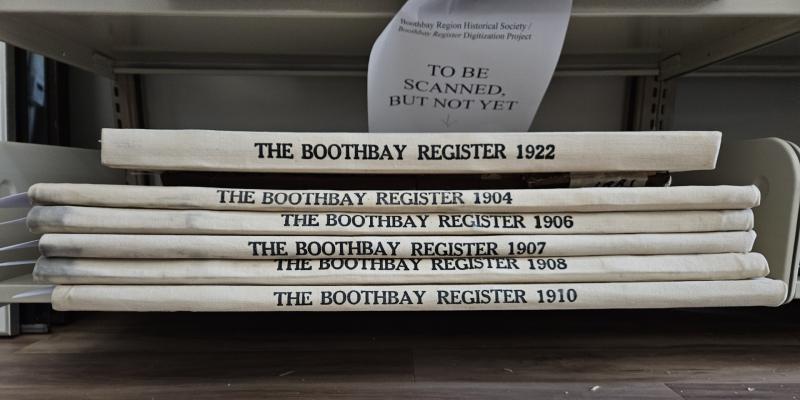 Boothbay Region Historical Society /
Boothbay Register Digitization Project
TO BE
SCANNED,
BUT NOT YET
THE BOOTHBAY REGISTER 1922
THE BOOTHBAY REGISTER 1904
THE BOOTHBAY REGISTER 1906
THE BOOTHBAY REGISTER 1907
THE BOOTHBAY REGISTER 1908
THE BOOTHBAY REGISTER 1910